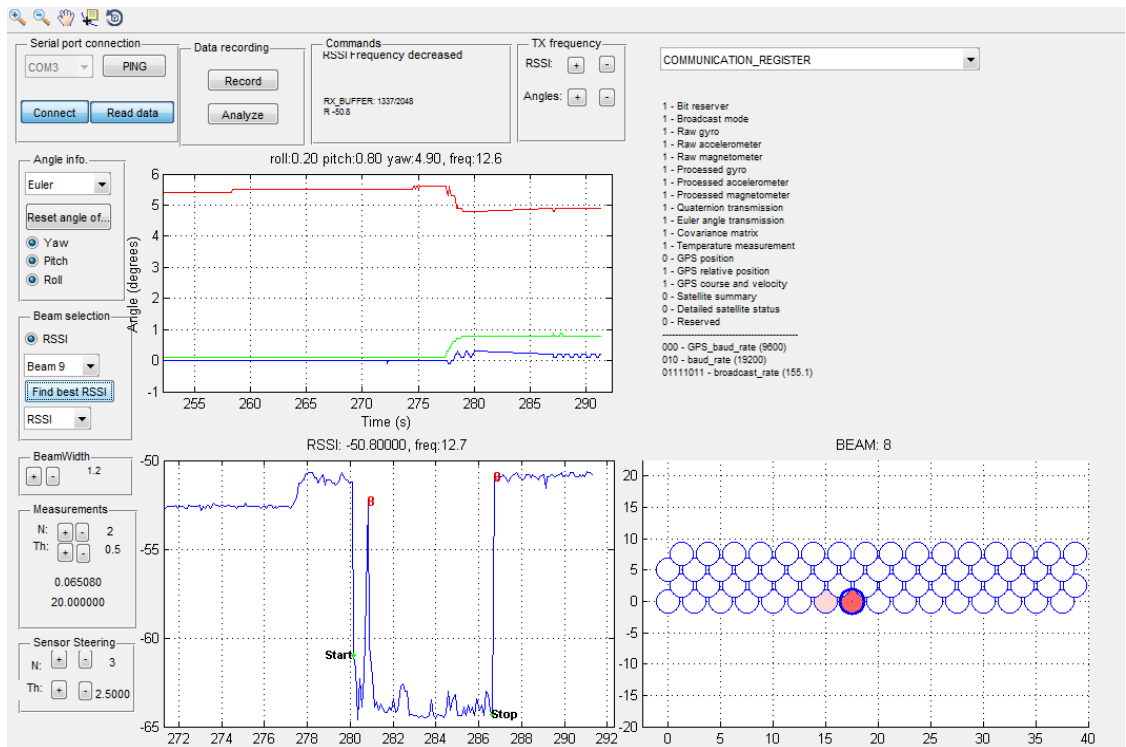 Serial port connection
COM3
PING
Connect
Read data
Data recording
Record
Analyze
Commands
RSSI Frequency decreased
RX_BUFFER: 1337/2048
R -50.8
TX frequency
RSSI:
+
-
Angles:
+
-
COMMUNICATION_REGISTER
1 - Bit reserver
1 - Broadcast mode
1 - Raw gyro
1 - Raw accelerometer
1 - Raw magnetometer
1 - Processed gyro
1 - Processed accelerometer
1 - Processed magnetometer
1 - Quaternion transmission
1 - Euler angle transmission
1 - Covariance matrix
1 - Temperature measurement
0 - GPS position
1 - GPS relative position
1 - GPS course and velocity
0 - Satellite summary
0 - Detailed satellite status
0 - Reserved
000 - GPS_baud_rate (9600)
010 - baud_rate (19200)
01111011 - broadcast_rate (155.1)
Angle info.
Euler
Reset angle of...
Yaw
Pitch
Roll
Beam selection
RSSI
Beam 9
Find best RSSI
RSSI
BeamWidth
+ - 1.2
Measurements
N: + - 2
Th: + - 0.5
0.065080
20.000000
Sensor Steering
N: + - 3
Th: + - 2.5000
roll:0.20 pitch:0.80 yaw:4.90, freq:12.6
Angle (degrees)
6
5
4
3
2
1
0
-1
255 260 265 270 275 280 285 290
Time (s)
RSSI: -50.80000, freq:12.7
-50
-55
-60
-65
Start
Stop
272 274 276 278 280 282 284 286 288 290 292
BEAM: 8
20
15
10
5
0
-5
-10
-15
-20
0 5 10 15 20 25 30 35 40